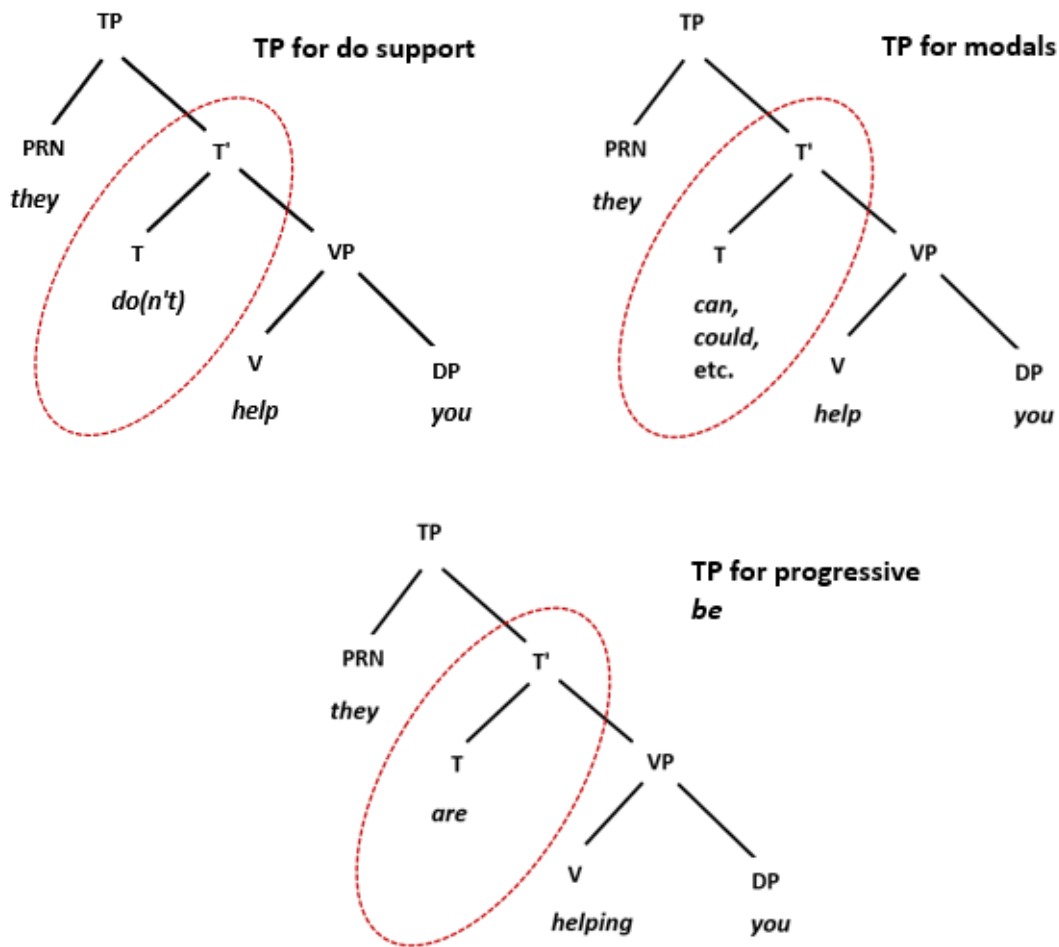 TP
TP for do support
PRN
T'
they
T
VP
do(n't)
V
DP
help
you
TP
TP for modals
PRN
T'
they
T
VP
can,
could,
etc.
V
DP
help
you
TP
TP for progressive
be
PRN
T'
they
T
VP
are
V
DP
helping
you